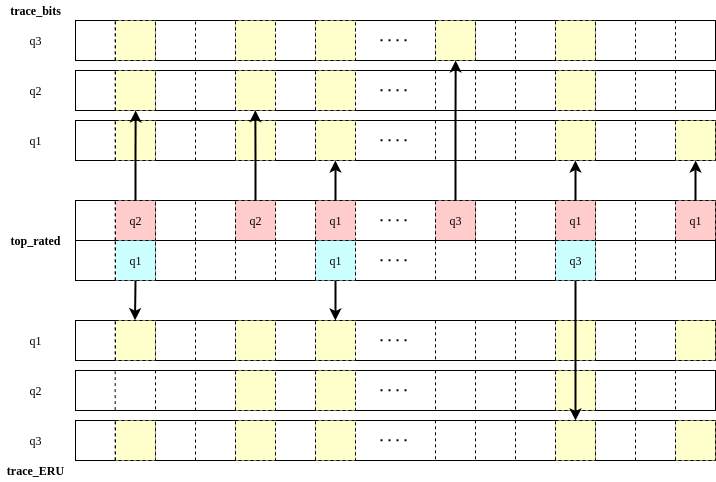 trace_bits
q3 ····
q2 ····
q1 ····
q2 q2 q1 ···· q3 q1 q1
top_rated
q1 q1 ···· q3
q1 ····
q2 ····
q3 ····
trace_ERU